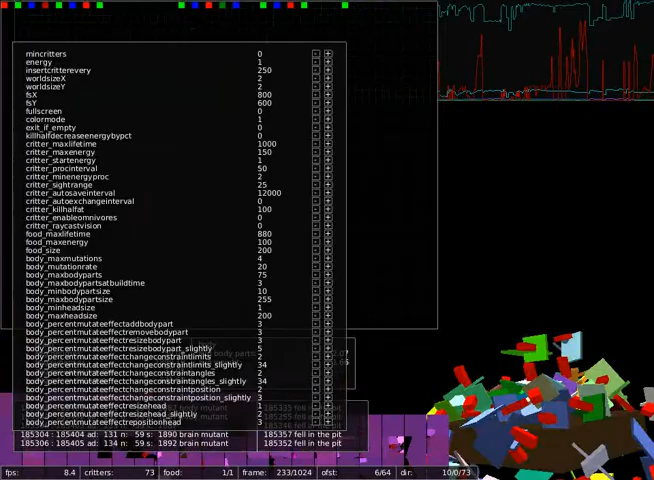 mincritters 0 - +
energy 1 - +
insertcritterevery 250 - +
worldsizeX 2 - +
worldsizeY 2 - +
fsX 800 - +
fsY 600 - +
fullscreen 0 - +
colormode 1 - +
exit_if_empty 0 - +
killhalfdecreaseenergybypct 0 - +
critter_maxlifetime 1000 - +
critter_maxenergy 150 - +
critter_startenergy 1 - +
critter_procinterval 50 - +
critter_minenergyproc 2 - +
critter_sightrange 25 - +
critter_autosaveinterval 12000 - +
critter_autoexchangeinterval 0 - +
critter_killhalfat 100 - +
critter_enableomnivores 0 - +
critter_raycastvision 0 - +
food_maxlifetime 880 - +
food_maxenergy 100 - +
food_size 200 - +
body_maxmutations 4 - +
body_mutationrate 20 - +
body_maxbodyparts 75 - +
body_maxbodypartsatbuildtime 3 - +
body_minbodypartsize 10 - +
body_maxbodypartsize 255 - +
body_minheadsize 1 - +
body_maxheadsize 200 - +
body_percentmutateeffectaddbodypart 3 - +
body_percentmutateeffectremovebodypart 3 - +
body_percentmutateeffectresizebodypart 3 - +
body_percentmutateeffectresizebodypart_slightly 5 - +
body_percentmutateeffectchangeconstraintlimits 2 - +
body_percentmutateeffectchangeconstraintlimits_slightly 34 - +
body_percentmutateeffectchangeconstraintangles 2 - +
body_percentmutateeffectchangeconstraintangles_slightly 34 - +
body_percentmutateeffectchangeconstraintposition 2 - +
body_percentmutateeffectchangeconstraintposition_slightly 3 - +
body_percentmutateeffectresizehead 1 - +
body_percentmutateeffectresizehead_slightly 2 - +
body_percentmutateeffectrepositionhead 3 - +
185304 : 185404 ad: 131 n: 59 s: 1890 brain mutant 185357 fell in the pit
185306 : 185405 ad: 131 n: 59 s: 1892 brain mutant 185352 fell in the pit
fps: 8.4 critters: 73 food: 1/1 frame: 233/1024 ofst: 6/64 dir: 10/0/73